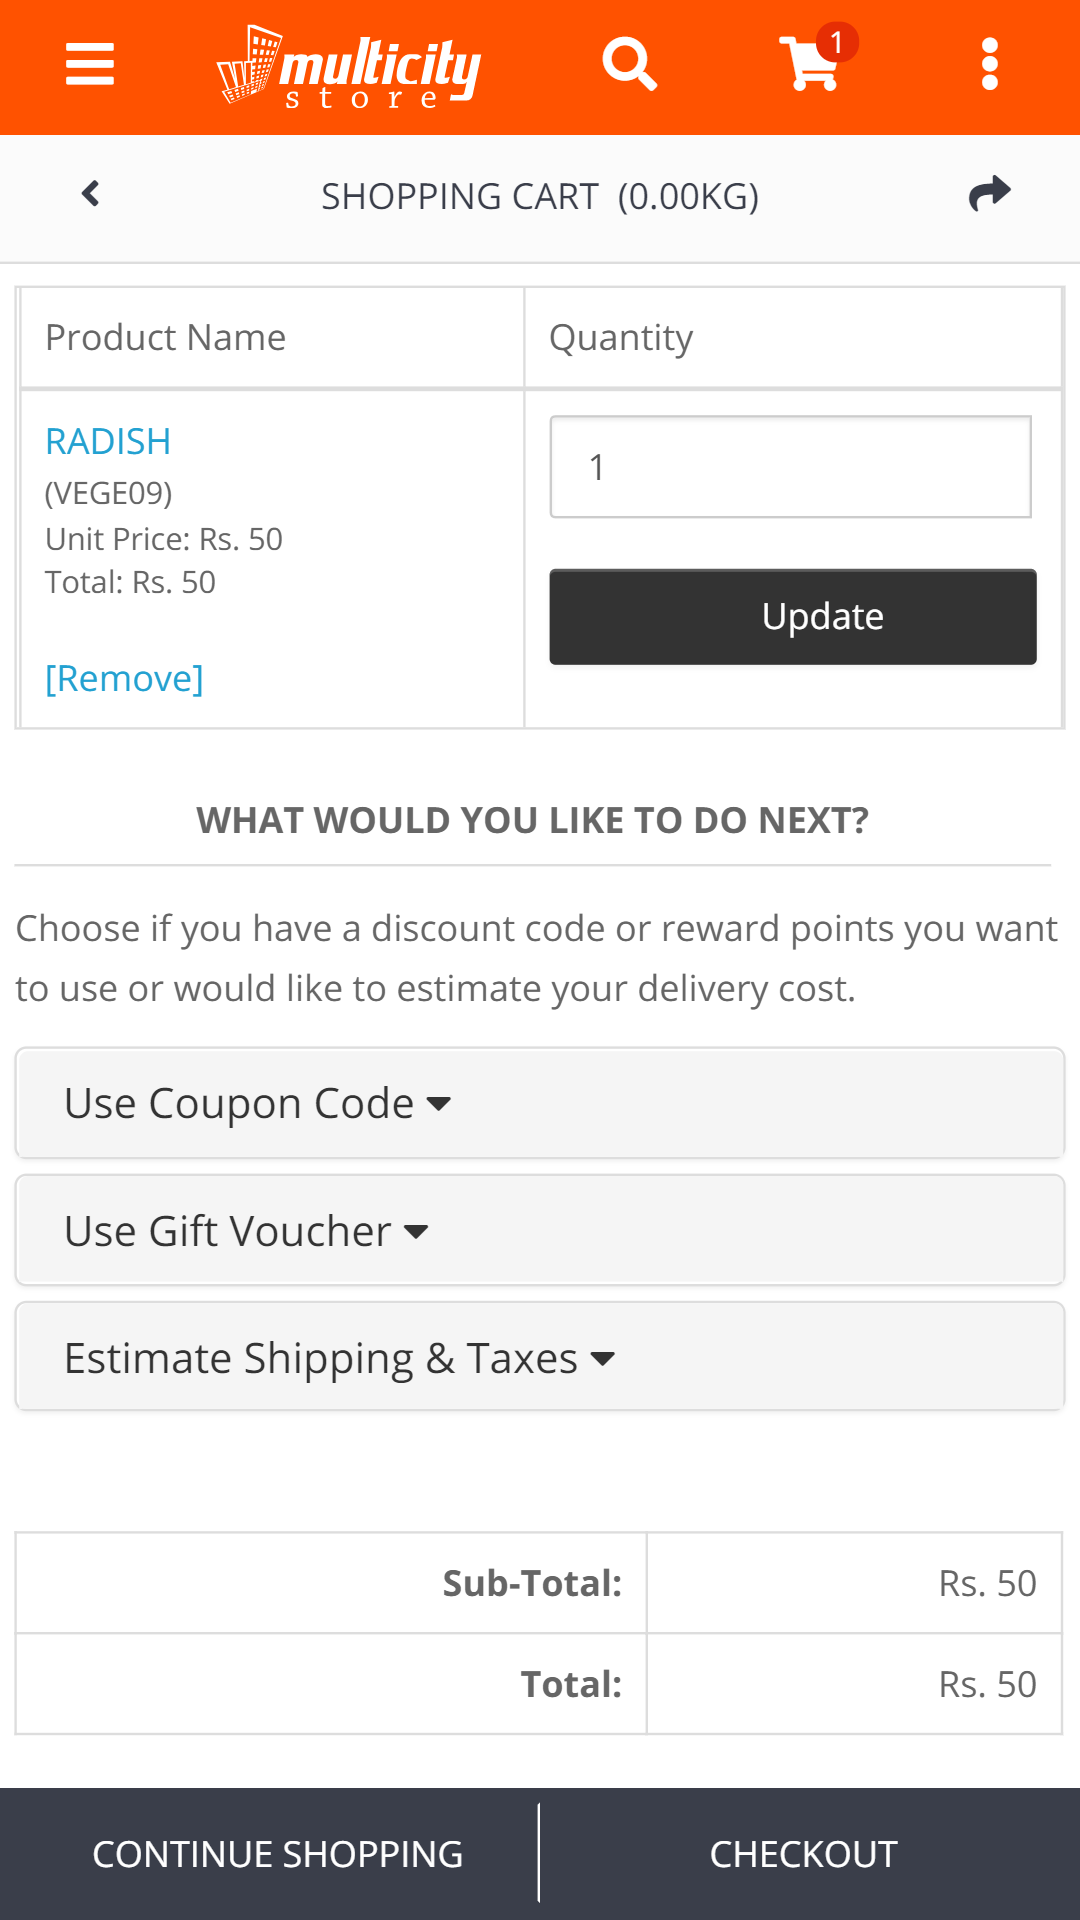 multicity
store
1
SHOPPING CART (0.00KG)
Product Name
Quantity
RADISH
(VEGE09)
Unit Price: Rs. 50
Total: Rs. 50
[Remove]
1
Update
WHAT WOULD YOU LIKE TO DO NEXT?
Choose if you have a discount code or reward points you want
to use or would like to estimate your delivery cost.
Use Coupon Code
Use Gift Voucher
Estimate Shipping & Taxes
Sub-Total: Rs. 50
Total: Rs. 50
CONTINUE SHOPPING
CHECKOUT